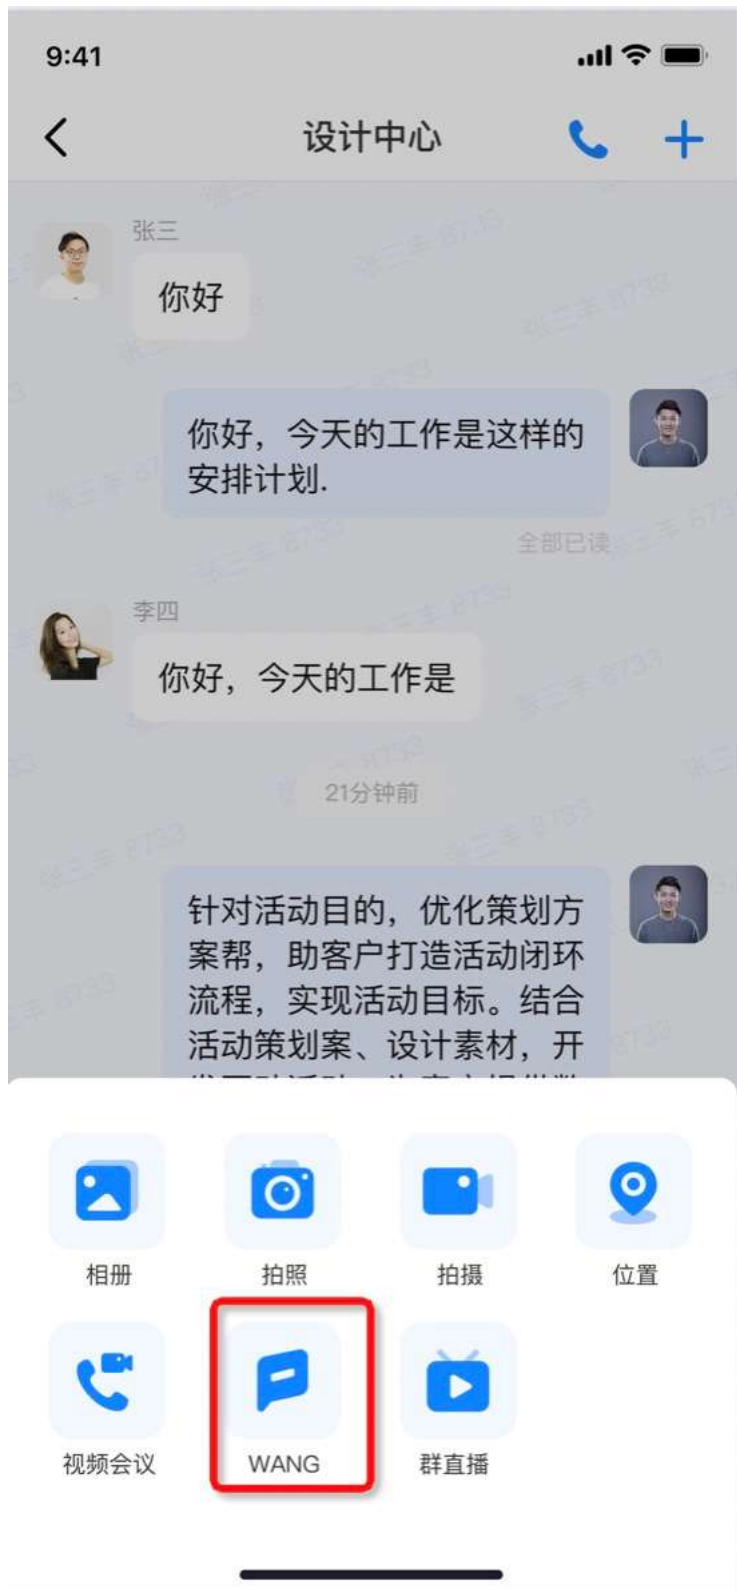 9:41
设计中心
张三
你好
你好，今天的工作是这样的
安排计划.
全部已读
李四
你好，今天的工作是
21分钟前
针对活动目的，优化策划方
案帮，助客户打造活动闭环
流程，实现活动目标。结合
活动策划案、设计素材，开
相册
拍照
拍摄
位置
视频会议
WANG
群直播
张三丰 8733